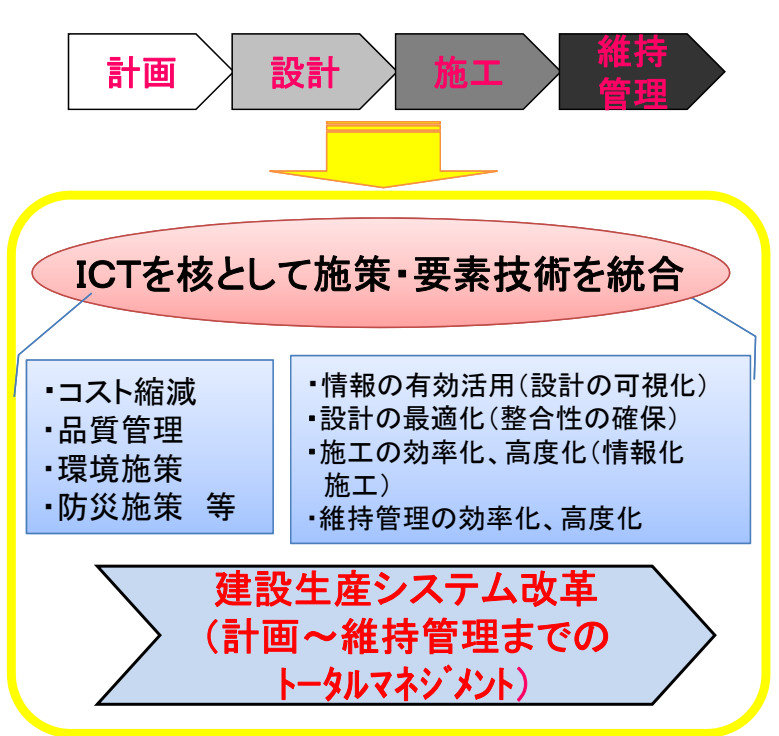 計画
設計
施工
維持
管理
ICTを核として施策・要素技術を統合
・コスト縮減
・品質管理
・環境施策
・防災施策　等
・情報の有効活用(設計の可視化)
・設計の最適化(整合性の確保)
・施工の効率化、高度化(情報化
施工)
・維持管理の効率化、高度化
建設生産システム改革
(計画～維持管理までの
ﾄｰﾀﾙﾏﾈｼﾞﾒﾝﾄ)